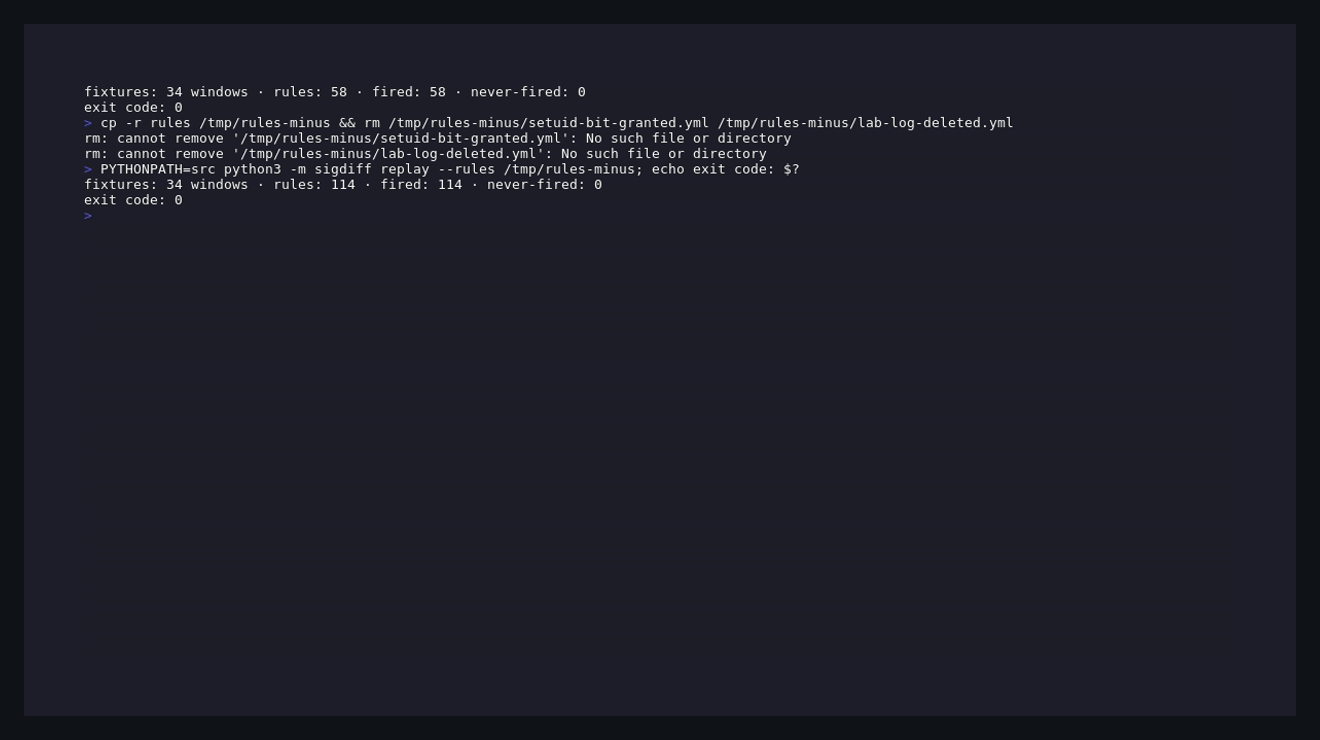 fixtures: 34 windows · rules: 58 · fired: 58 · never-fired: 0
exit code: 0
> cp -r rules /tmp/rules-minus && rm /tmp/rules-minus/setuid-bit-granted.yml /tmp/rules-minus/lab-log-deleted.yml
rm: cannot remove '/tmp/rules-minus/setuid-bit-granted.yml': No such file or directory
rm: cannot remove '/tmp/rules-minus/lab-log-deleted.yml': No such file or directory
> PYTHONPATH=src python3 -m sigdiff replay --rules /tmp/rules-minus; echo exit code: $?
fixtures: 34 windows · rules: 114 · fired: 114 · never-fired: 0
exit code: 0
>